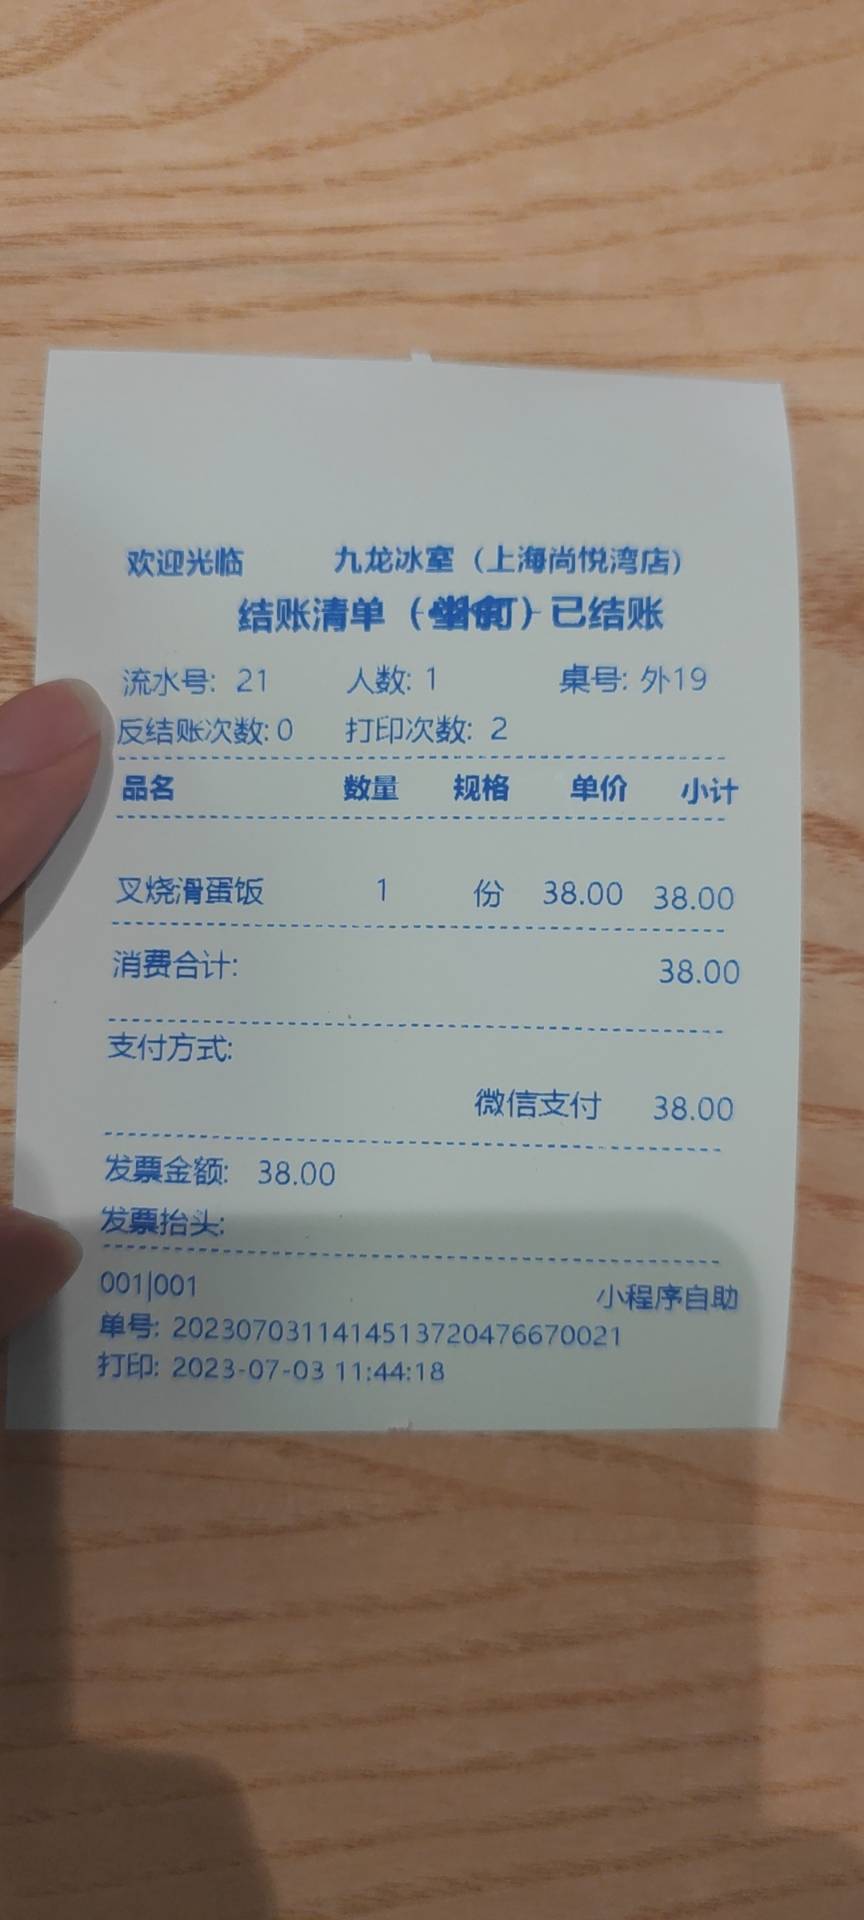 欢迎光临 九龙冰室（上海尚悦湾店）
结账清单（ ）已结账
流水号: 21 人数: 1 桌号: 外19
反结账次数: 0 打印次数: 2
品名 数量 规格 单价 小计
叉烧滑蛋饭 1 份 38.00 38.00
消费合计: 38.00
支付方式:
微信支付 38.00
发票金额: 38.00
发票抬头:
001|001 小程序自助
单号: 2023070311414513720476670021
打印: 2023-07-03 11:44:18